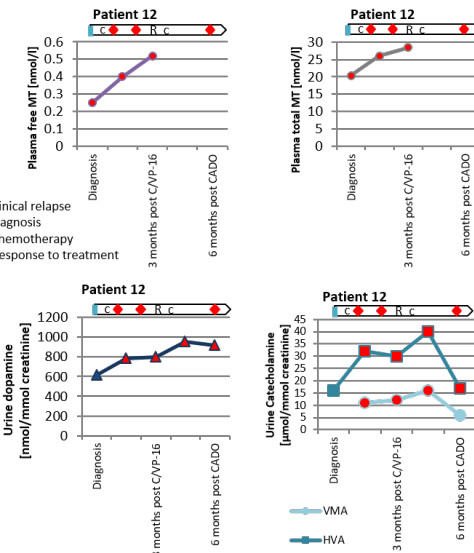 Patient 12
c R c
Plasma free MT [nmol/l]
0.6
0.5
0.4
0.3
0.2
0.1
0
Diagnosis
3 months post C/VP-16
6 months post CADO
Patient 12
c R c
Plasma total MT [nmol/l]
30
25
20
15
10
5
0
Diagnosis
3 months post C/VP-16
6 months post CADO
inical relapse
agnosis
hemotherapy
esponse to treatment
Patient 12
c R c
Urine dopamine
[nmol/mmol creatinine]
1200
1000
800
600
400
200
0
Diagnosis
3 months post C/VP-16
6 months post CADO
Patient 12
c R c
Urine Catecholamine
[µmol/mmol creatinine]
45
40
35
30
25
20
15
10
5
0
Diagnosis
3 months post C/VP-16
6 months post CADO
VMA
HVA